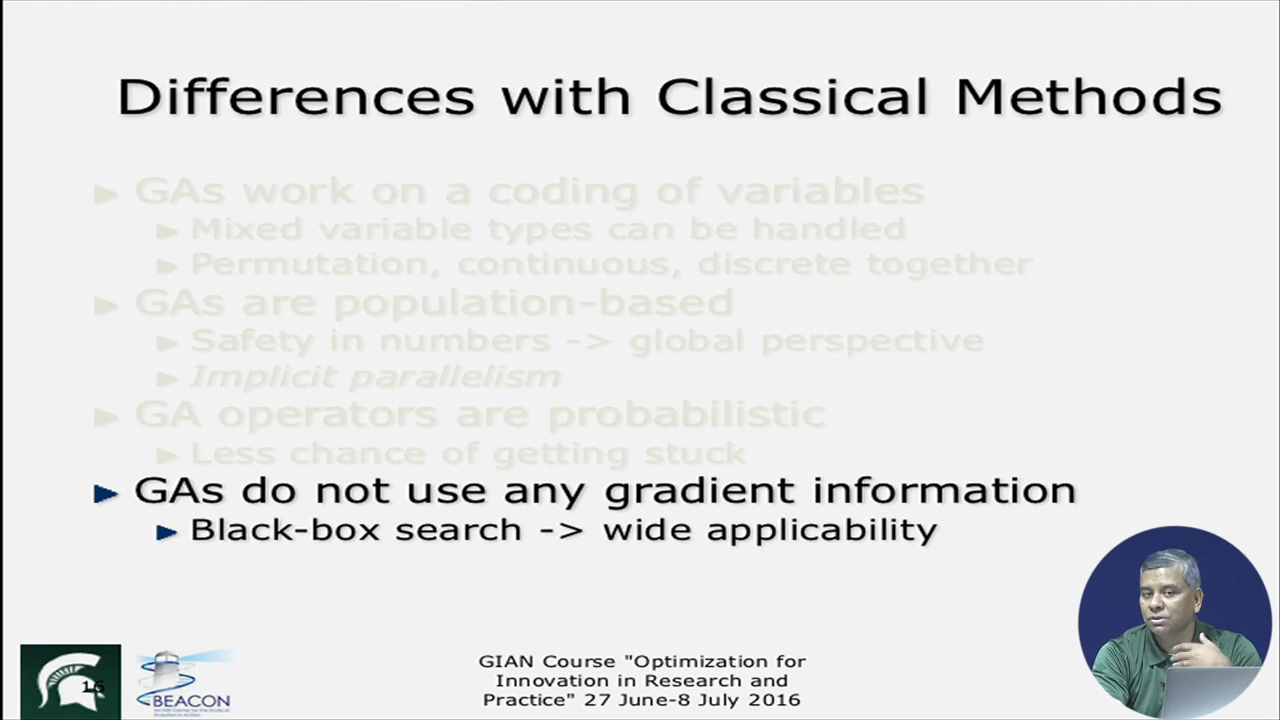 Differences with Classical Methods
GAs work on a coding of variables
Mixed variable types can be handled
Permutation, continuous, discrete together
GAs are population-based
Safety in numbers -> global perspective
Implicit parallelism
GA operators are probabilistic
Less chance of getting stuck
GAs do not use any gradient information
Black-box search -> wide applicability
16
BEACON
GIAN Course "Optimization for
Innovation in Research and
Practice" 27 June-8 July 2016